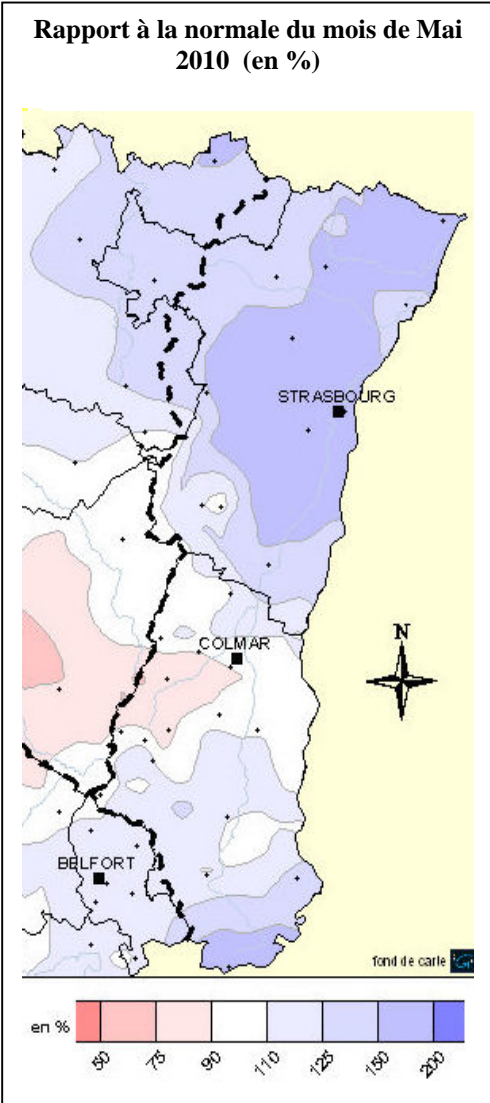 Rapport à la normale du mois de Mai
2010 (en %)
STRASBOURG
COLMAR
N
BELFORT
fond de carte
en %
50 75 90 110 125 150 200